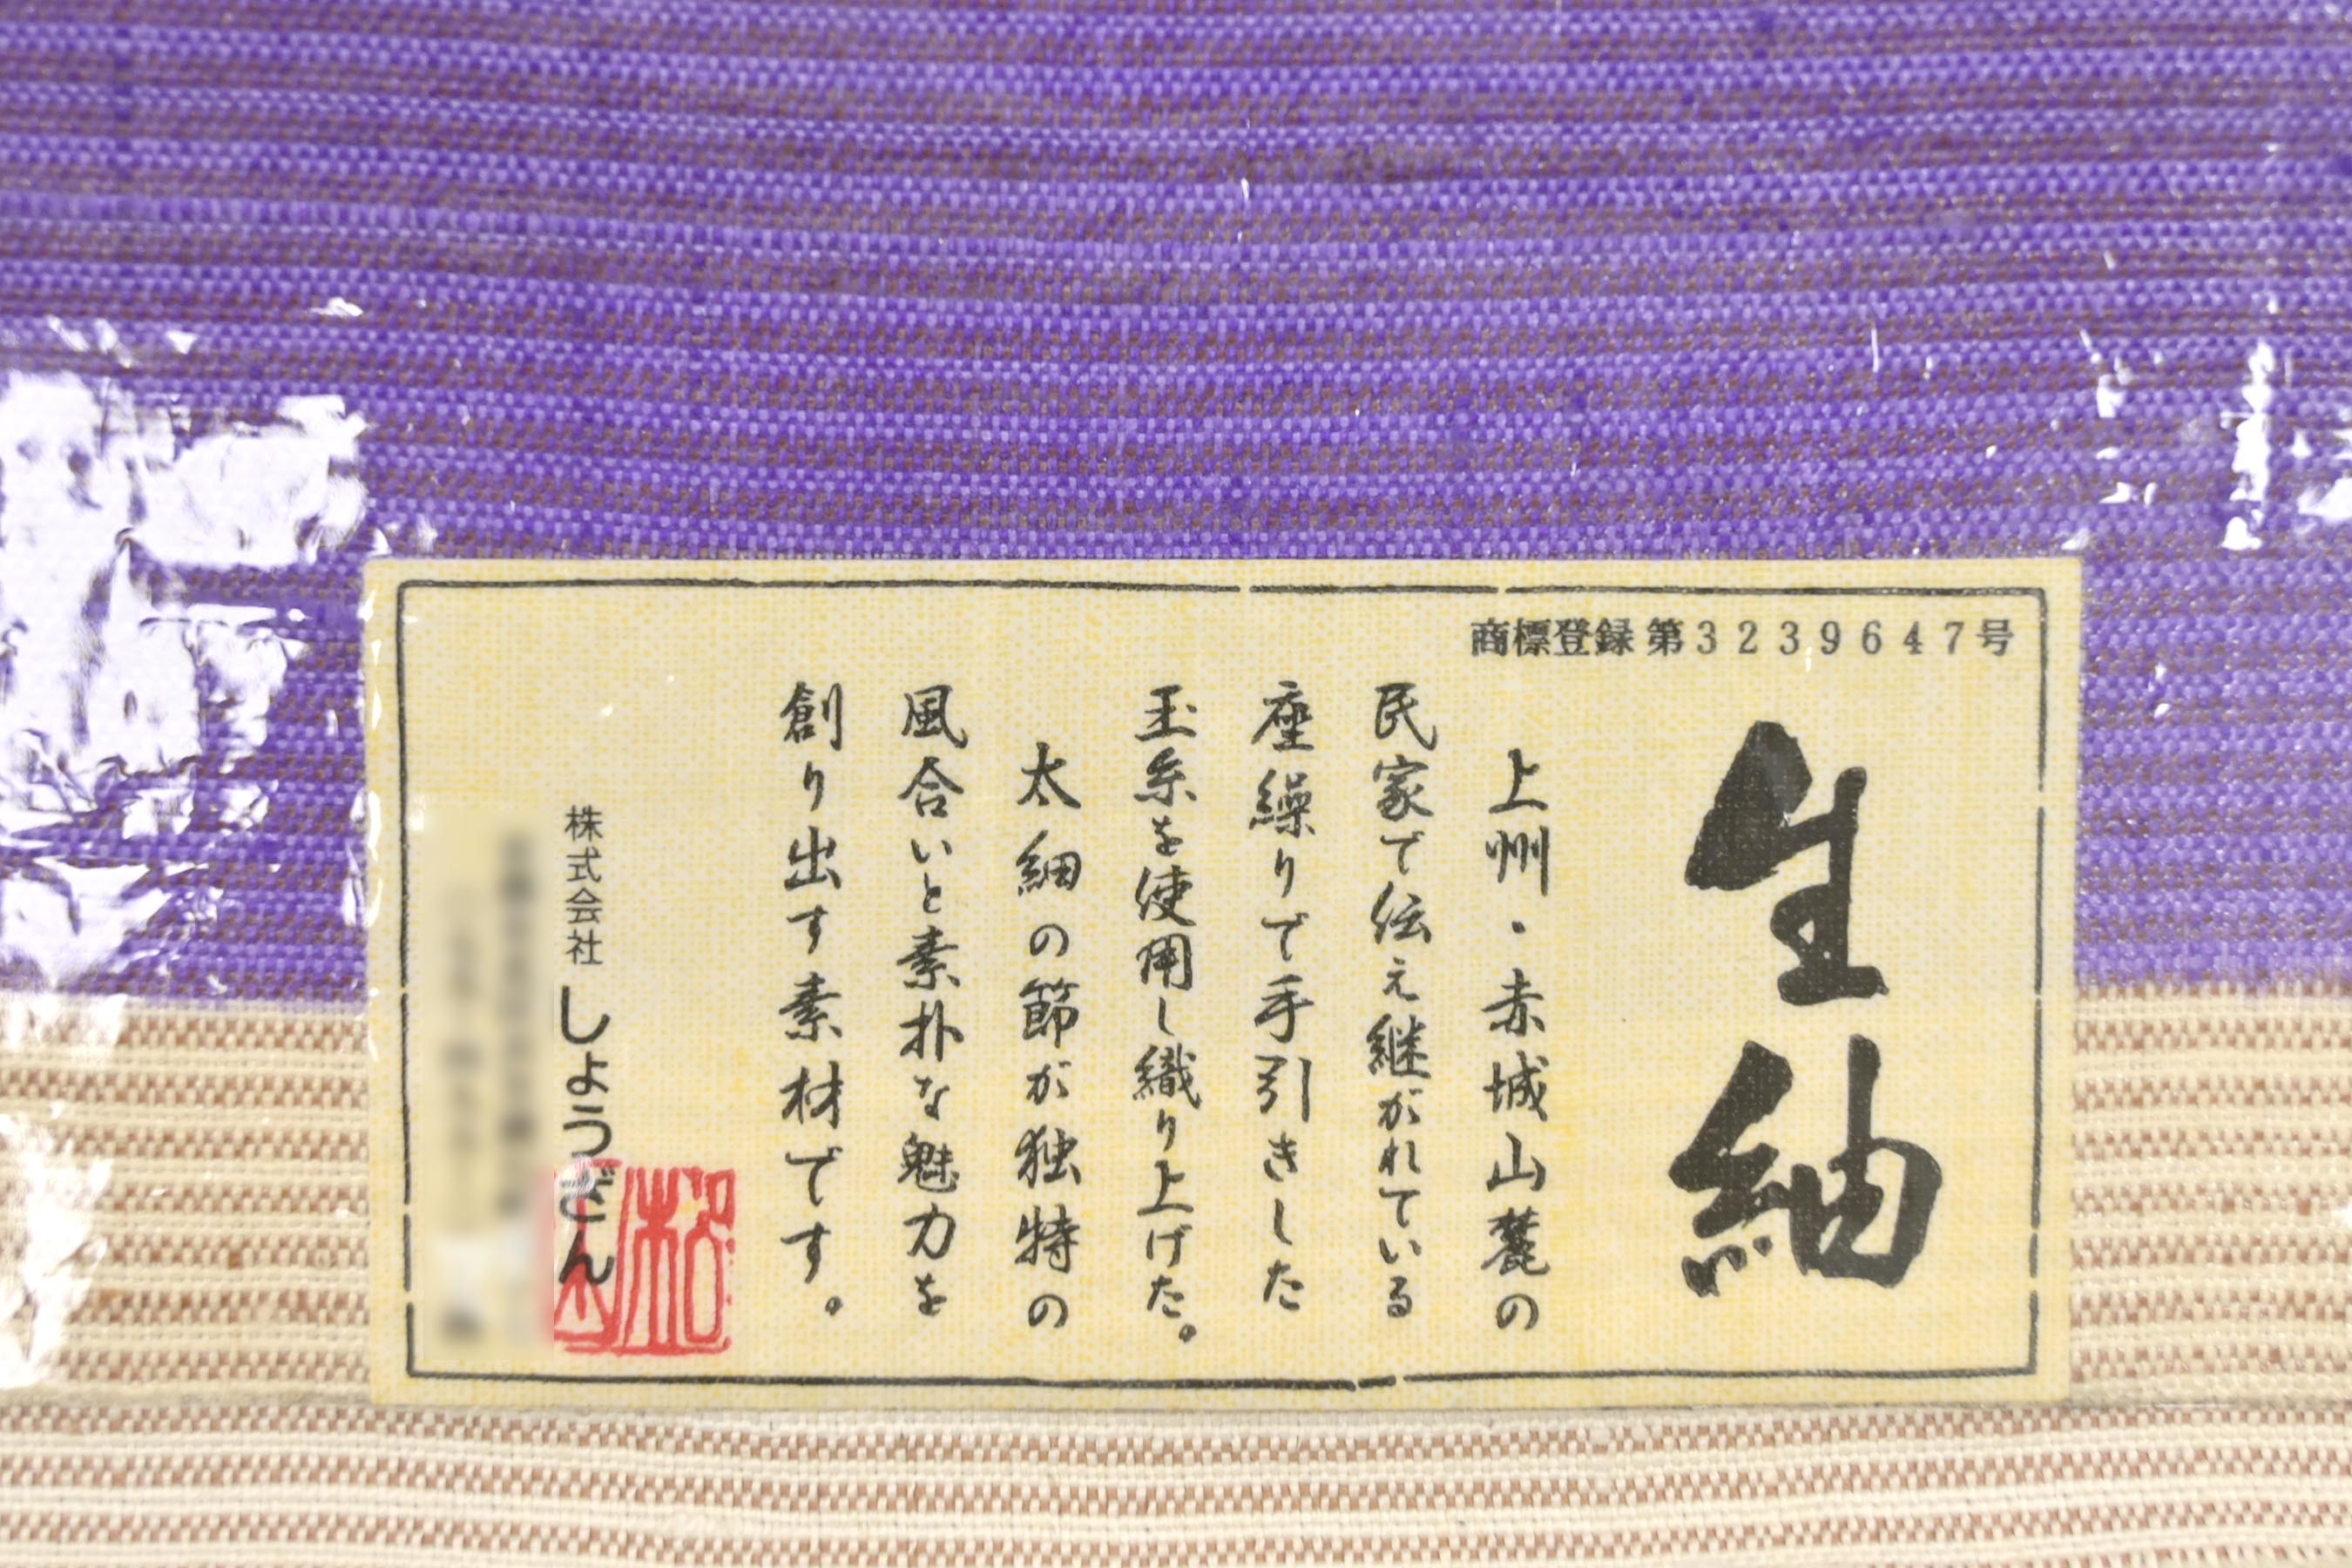 商標登録 第3239647号
生紬
上州・赤城山麓の
民家で伝え継がれている
座繰りで手引きした
玉糸を使用し織り上げた。
太細の節が独特の
風合いと素朴な魅力を
創り出す素材です。
株式会社 しょうざん